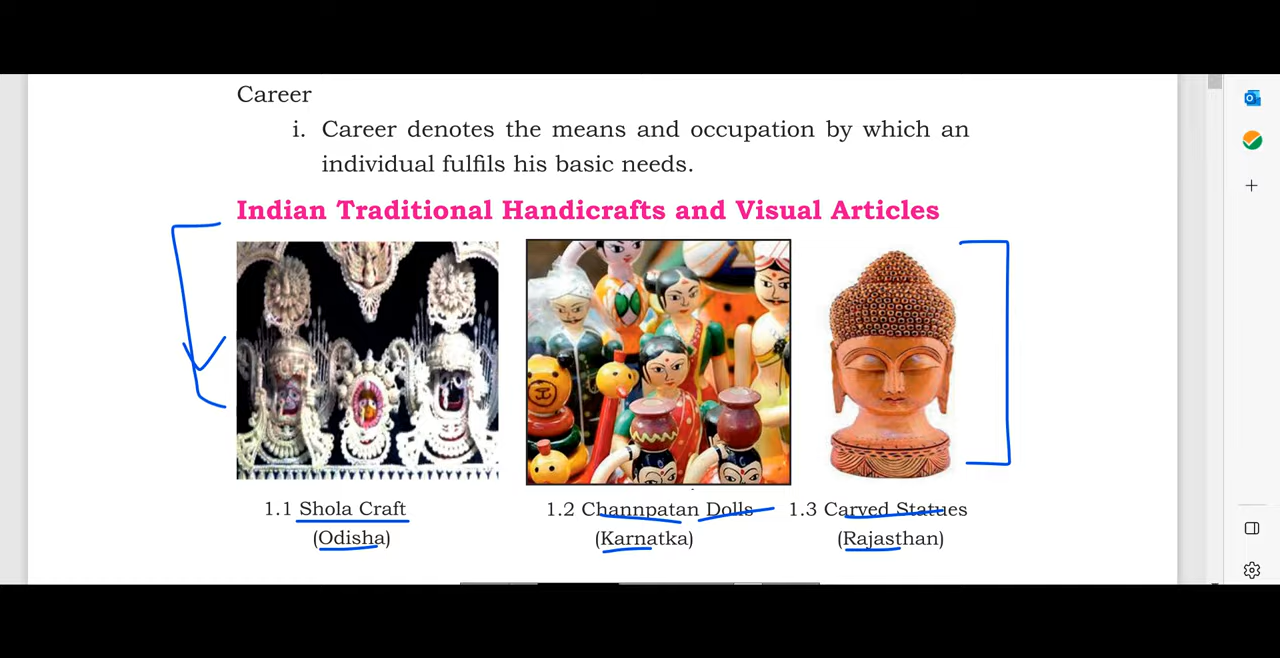 Career
i. Career denotes the means and occupation by which an
individual fulfils his basic needs.
Indian Traditional Handicrafts and Visual Articles
1.1 Shola Craft
(Odisha)
1.2 Channpatan Dolls
(Karnatka)
1.3 Carved Statues
(Rajasthan)